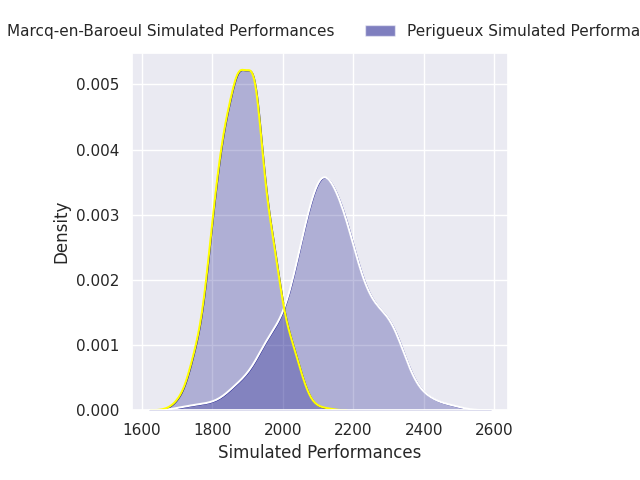 Marcq-en-Baroeul Simulated Performances Perigueux Simulated Performa
0.005
0.004
0.003
0.002
0.001
0.000
Density
1600 1800 2000 2200 2400 2600
Simulated Performances